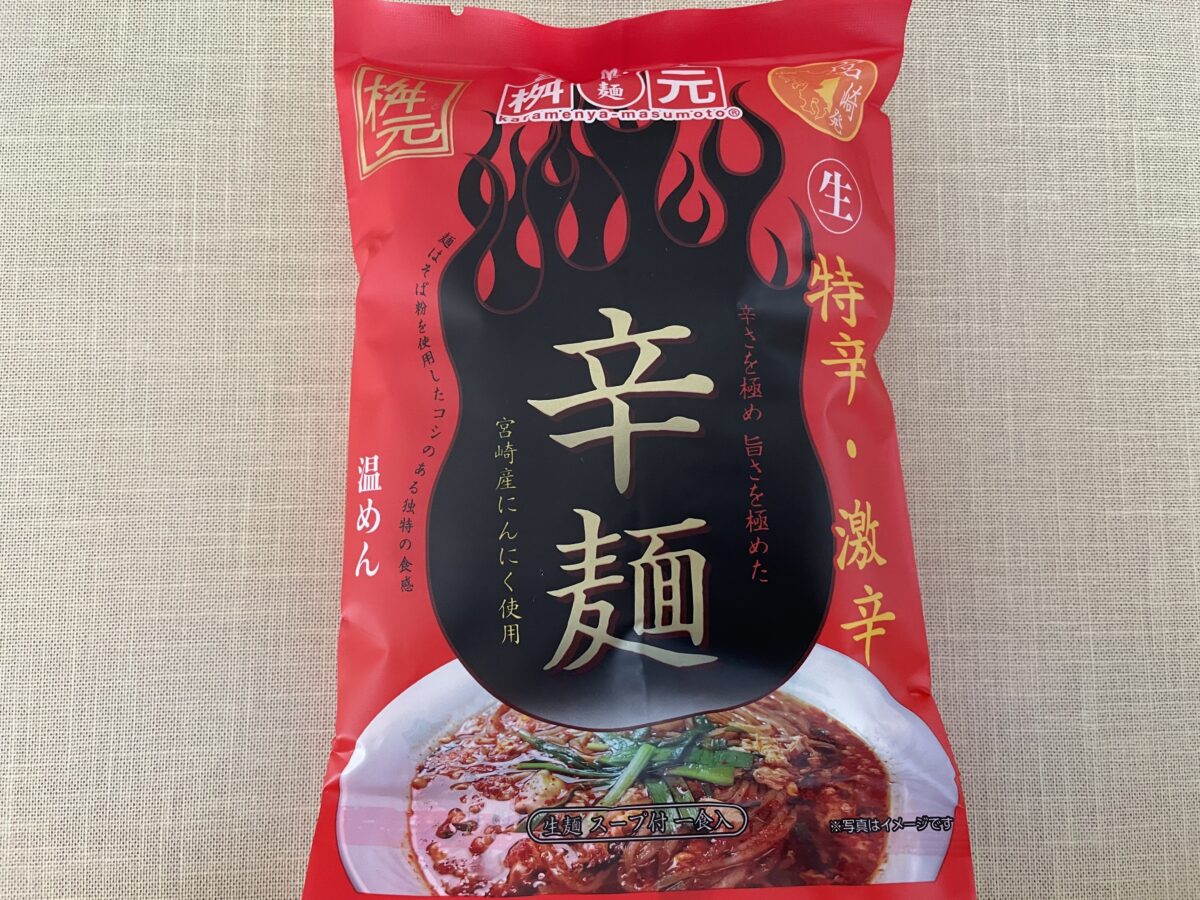 桝元
桝 辛麺 元
karamenya-masumoto®
宮崎発
生
特辛・激辛
辛さを極め 旨さを極めた
辛麺
宮崎産にんにく使用
麺はそば粉を使用したコシのある独特の食感
温めん
生麺 スープ付 一食入
※写真はイメージです